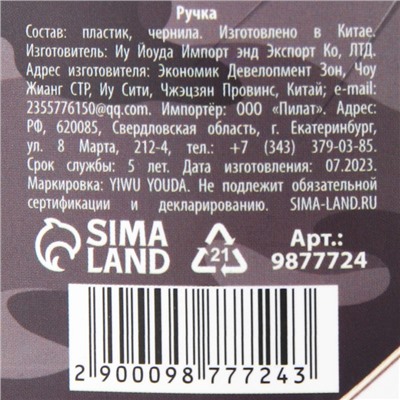 Ручка
Состав: пластик, чернила. Изготовлено в Китае.
Изготовитель: Иу Йоуда Импорт энд Экспорт Ко, ЛТД.
Адрес изготовителя: Экономик Девелопмент Зон, Чоу
Жианг СТР, Иу Сити, Чжэцзян Провинс, Китай; e-mail:
2355776150@qq.com. Импортёр: ООО «Пилат». Адрес:
РФ, 620085, Свердловская область, г. Екатеринбург,
ул. 8 Марта, 212-4, тел.: +7 (343) 379-03-85.
Срок службы: 5 лет. Дата изготовления: 07.2023.
Маркировка: YIWU YOUDA. Не подлежит обязательной
сертификации и декларированию. SIMA-LAND.RU
SIMA
LAND
21
Арт.:
9877724
2 900098 777243